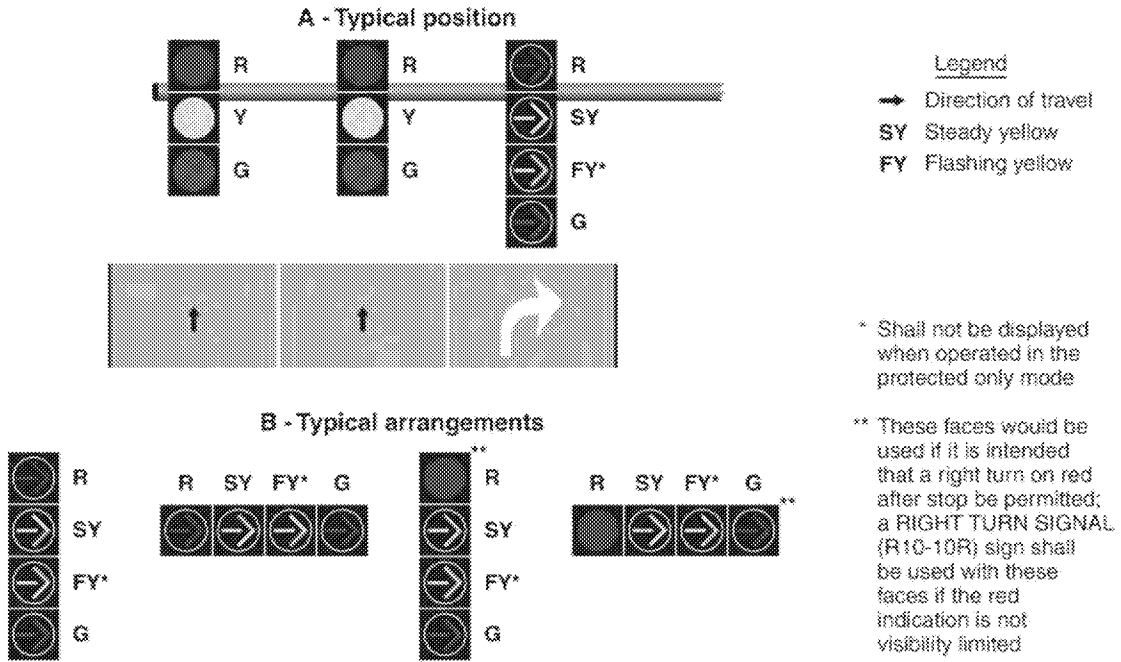 A - Typical position
R
Y
G
R
Y
G
R
SY
FY*
G
Legend
Direction of travel
SY Steady yellow
FY Flashing yellow
* Shall not be displayed
when operated in the
protected only mode
B - Typical arrangements
R
SY
FY*
G
R SY FY* G
**
R
SY
FY*
G
R SY FY* G
**
** These faces would be
used if it is intended
that a right turn on red
after stop be permitted;
a RIGHT TURN SIGNAL
(R10-10R) sign shall
be used with these
faces if the red
indication is not
visibility limited